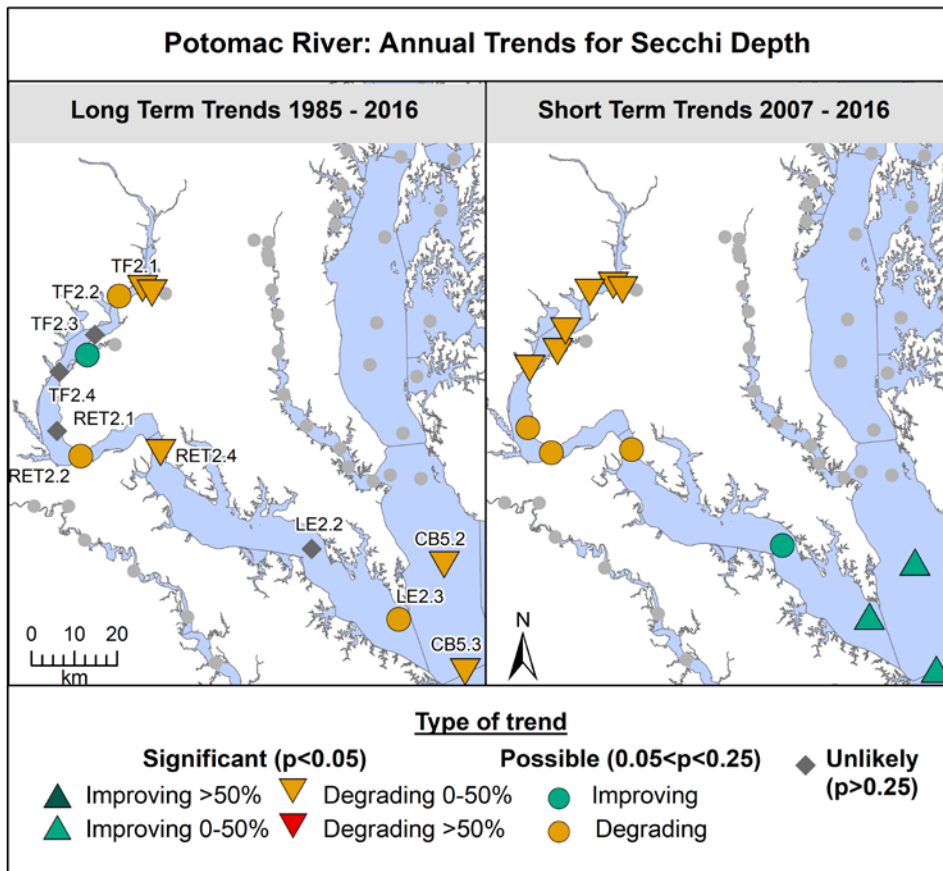 Potomac River: Annual Trends for Secchi Depth
Long Term Trends 1985 - 2016
Short Term Trends 2007 - 2016
TF2.1
TF2.2
TF2.3
TF2.4
RET2.1
RET2.2
RET2.4
LE2.2
CB5.2
LE2.3
CB5.3
0 10 20
km
N
Type of trend
Significant (p<0.05)
Possible (0.05<p<0.25)
Unlikely
(p>0.25)
Improving >50%
Degrading 0-50%
Improving
Improving 0-50%
Degrading >50%
Degrading